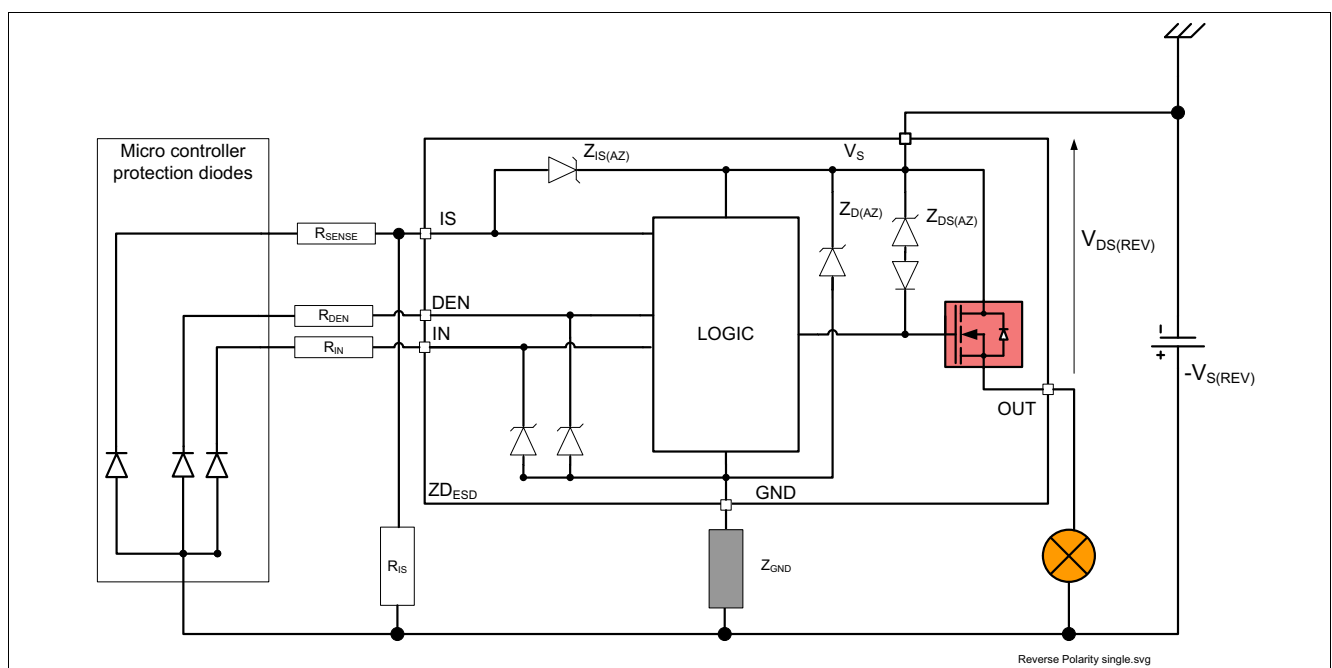 Micro controller
protection diodes
Z_IS(AZ)
V_S
Z_D(AZ)
Z_DS(AZ)
V_DS(REV)
R_SENSE
IS
R_DEN
DEN
R_IN
IN
LOGIC
-
+
-V_S(REV)
OUT
ZD_ESD
GND
R_IS
Z_GND
Reverse Polarity single.svg